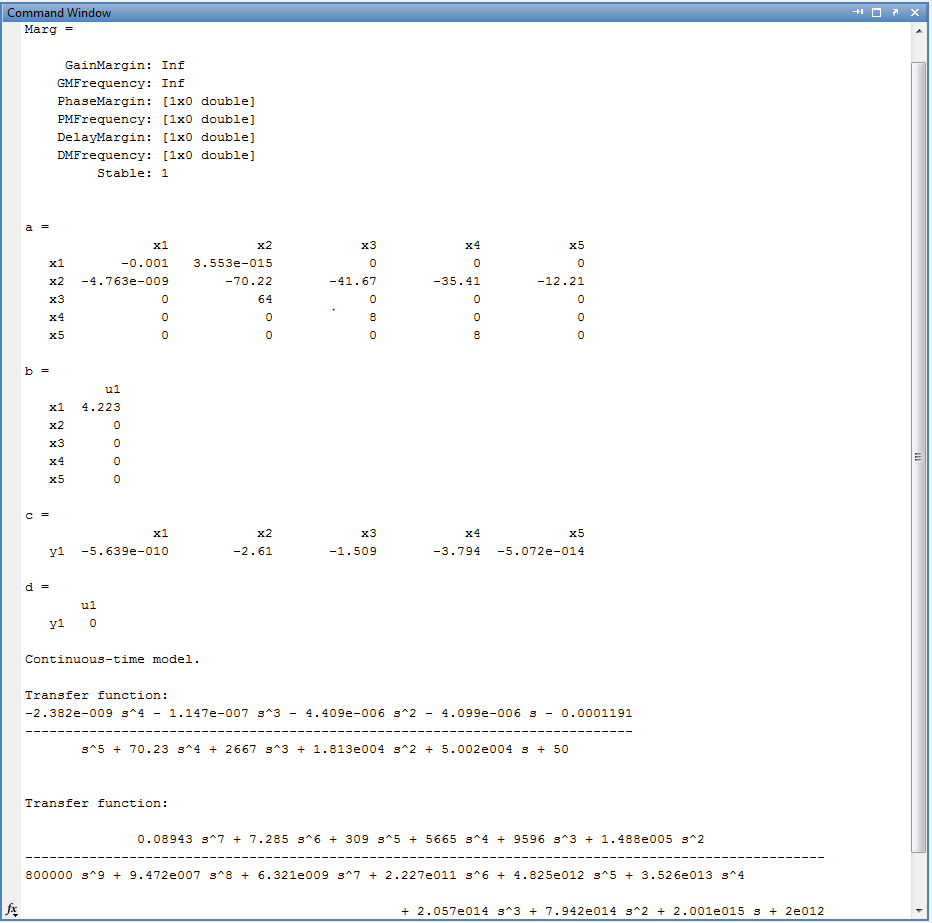 Command Window
Marg =
GainMargin: Inf
GMFrequency: Inf
PhaseMargin: [1x0 double]
PMFrequency: [1x0 double]
DelayMargin: [1x0 double]
DMFrequency: [1x0 double]
Stable: 1
a =
x1 x2 x3 x4 x5
x1 -0.001 3.553e-015 0 0 0
x2 -4.763e-009 -70.22 -41.67 -35.41 -12.21
x3 0 64 0 0 0
x4 0 0 8 0 0
x5 0 0 0 8 0
b =
u1
x1 4.223
x2 0
x3 0
x4 0
x5 0
c =
x1 x2 x3 x4 x5
y1 -5.639e-010 -2.61 -1.509 -3.794 -5.072e-014
d =
u1
y1 0
Continuous-time model.
Transfer function:
-2.382e-009 s^4 - 1.147e-007 s^3 - 4.409e-006 s^2 - 4.099e-006 s - 0.0001191
----------------------------------------------------------------------------
s^5 + 70.23 s^4 + 2667 s^3 + 1.813e004 s^2 + 5.002e004 s + 50
Transfer function:
0.08943 s^7 + 7.285 s^6 + 309 s^5 + 5665 s^4 + 9596 s^3 + 1.488e005 s^2
----------------------------------------------------------------------------------------------------
800000 s^9 + 9.472e007 s^8 + 6.321e009 s^7 + 2.227e011 s^6 + 4.825e012 s^5 + 3.526e013 s^4
+ 2.057e014 s^3 + 7.942e014 s^2 + 2.001e015 s + 2e012
fx